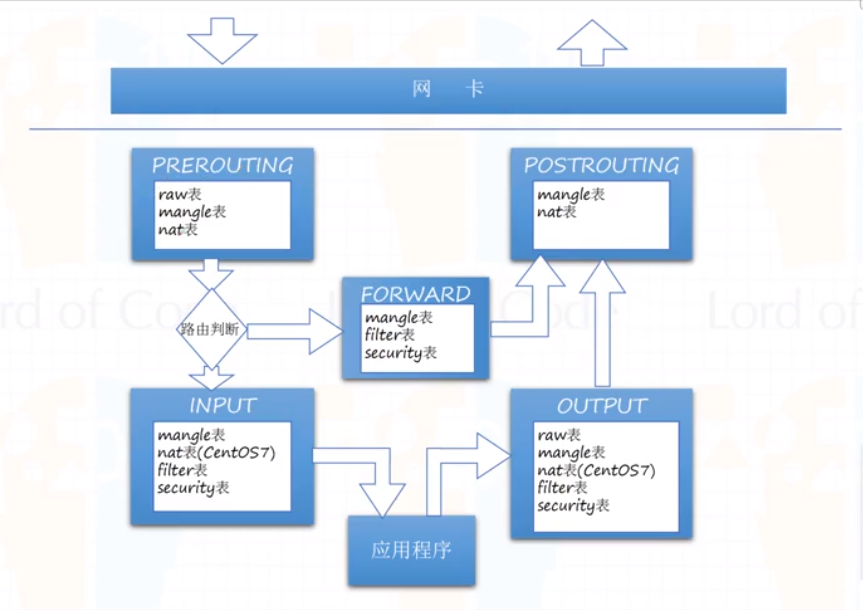 网 卡
PREROUTING
raw表
mangle表
nat表
POSTROUTING
mangle表
nat表
路由判断
FORWARD
mangle表
filter表
security表
INPUT
mangle表
nat表(CentOS7)
filter表
security表
OUTPUT
raw表
mangle表
nat表(CentOS7)
filter表
security表
应用程序
rd of Co
Code
Lord of